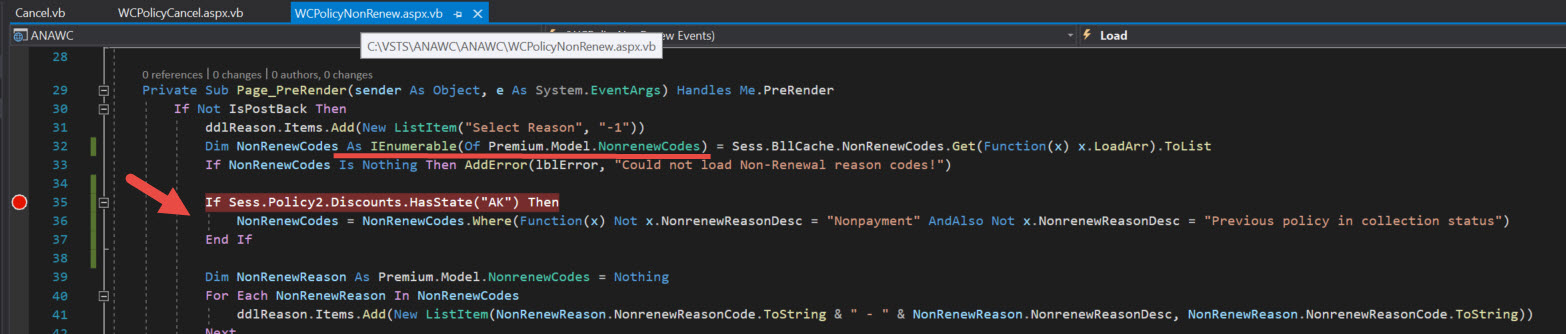 Cancel.vb WCPolicyCancel.aspx.vb WCPolicyNonRenew.aspx.vb
ANAWC Events) Load
C:\VSTS\ANAWC\ANAWC\WCPolicyNonRenew.aspx.vb
28
0 references | 0 changes | 0 authors, 0 changes
29 Private Sub Page_PreRender(sender As Object, e As System.EventArgs) Handles Me.PreRender
30 If Not IsPostBack Then
31 ddlReason.Items.Add(New ListItem("Select Reason", "-1"))
32 Dim NonRenewCodes As IEnumerable(Of Premium.Model.NonrenewCodes) = Sess.BllCache.NonRenewCodes.Get(Function(x) x.LoadArr).ToList
33 If NonRenewCodes Is Nothing Then AddError(lblError, "Could not load Non-Renewal reason codes!")
34
35 If Sess.Policy2.Discounts.HasState("AK") Then
36 NonRenewCodes = NonRenewCodes.Where(Function(x) Not x.NonrenewReasonDesc = "Nonpayment" AndAlso Not x.NonrenewReasonDesc = "Previous policy in collection status")
37 End If
38
39 Dim NonRenewReason As Premium.Model.NonrenewCodes = Nothing
40 For Each NonRenewReason In NonRenewCodes
41 ddlReason.Items.Add(New ListItem(NonRenewReason.NonrenewReasonCode.ToString & " - " & NonRenewReason.NonrenewReasonDesc, NonRenewReason.NonrenewReasonCode.ToString))
42 Next